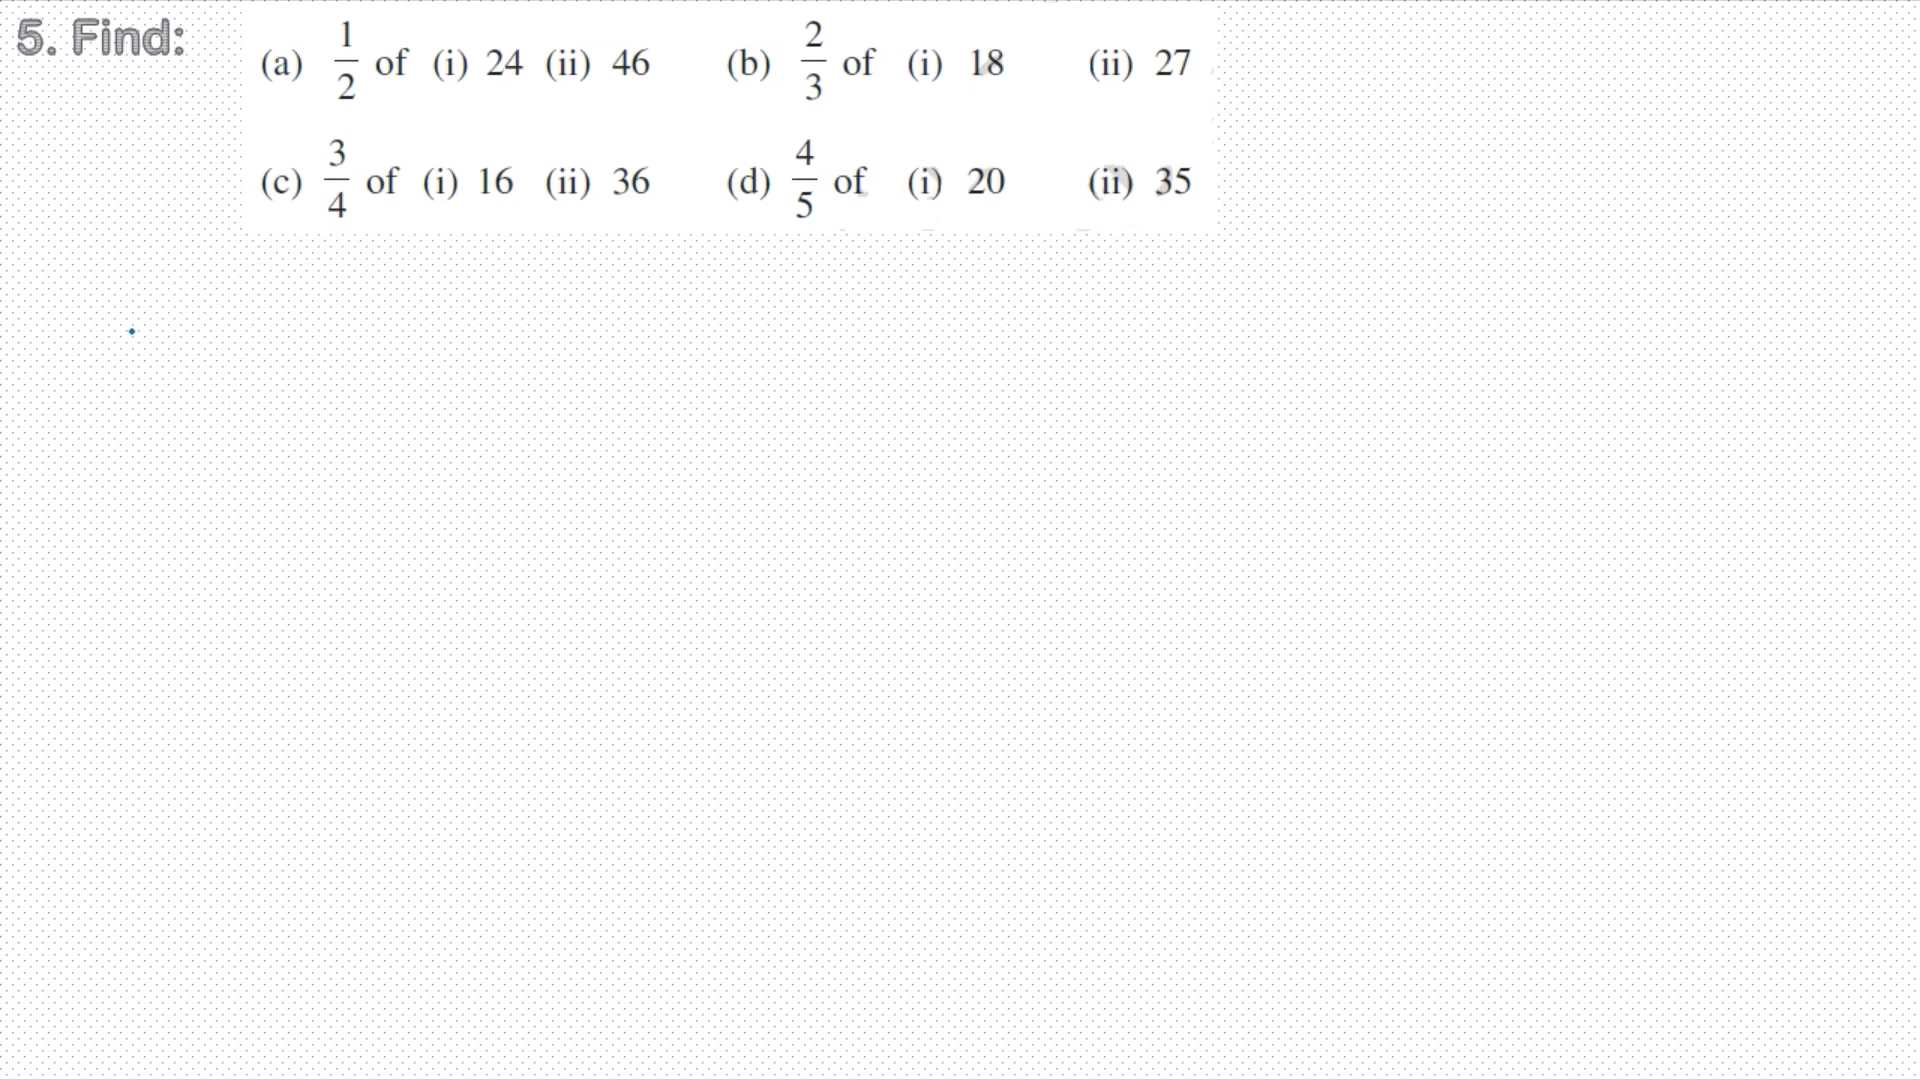 5. Find:
(a) 1/2 of (i) 24 (ii) 46 (b) 2/3 of (i) 18 (ii) 27
(c) 3/4 of (i) 16 (ii) 36 (d) 4/5 of (i) 20 (ii) 35